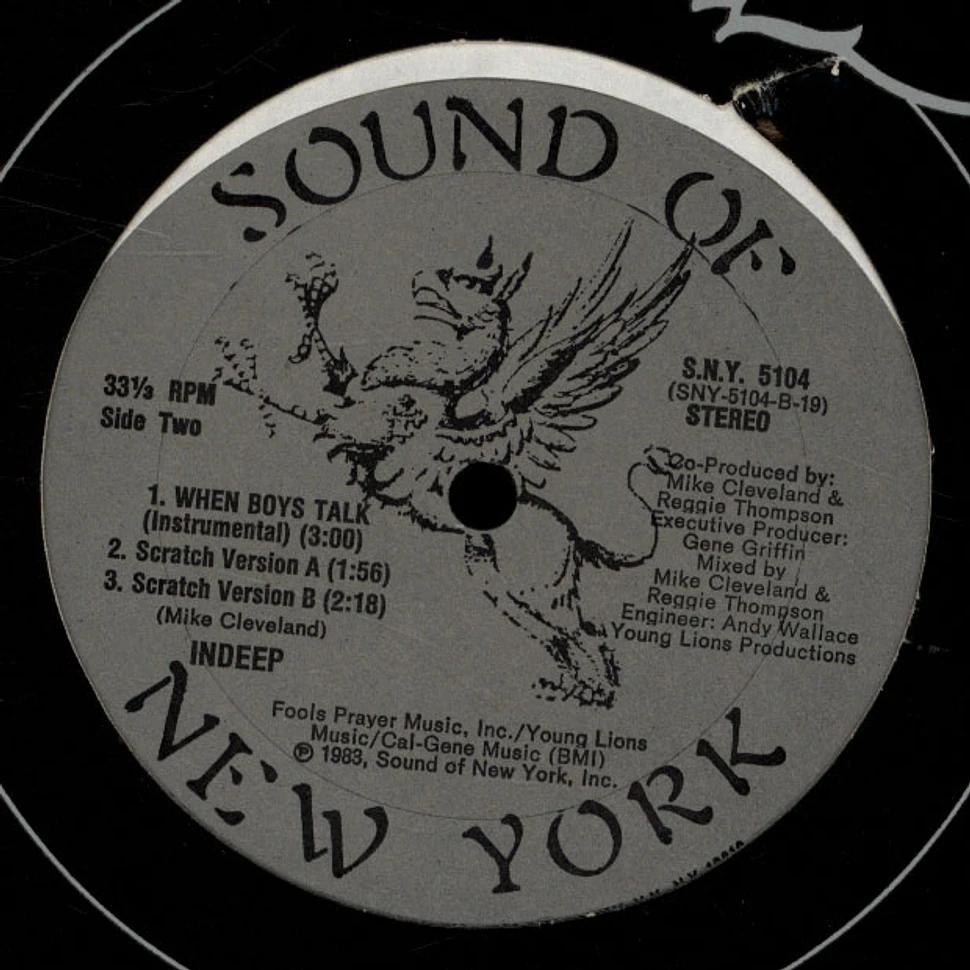 SOUND OF
33⅓ RPM
Side Two
1. WHEN BOYS TALK
(Instrumental) (3:00)
2. Scratch Version A (1:56)
3. Scratch Version B (2:18)
(Mike Cleveland)
INDEEP
S.N.Y. 5104
(SNY-5104-B-19)
STEREO
Co-Produced by:
Mike Cleveland &
Reggie Thompson
Executive Producer:
Gene Griffin
Mixed by
Mike Cleveland &
Reggie Thompson
Engineer: Andy Wallace
Young Lions Productions
Fools Prayer Music, Inc./Young Lions
Music/Cal-Gene Music (BMI)
℗ 1983, Sound of New York, Inc.
NEW YORK